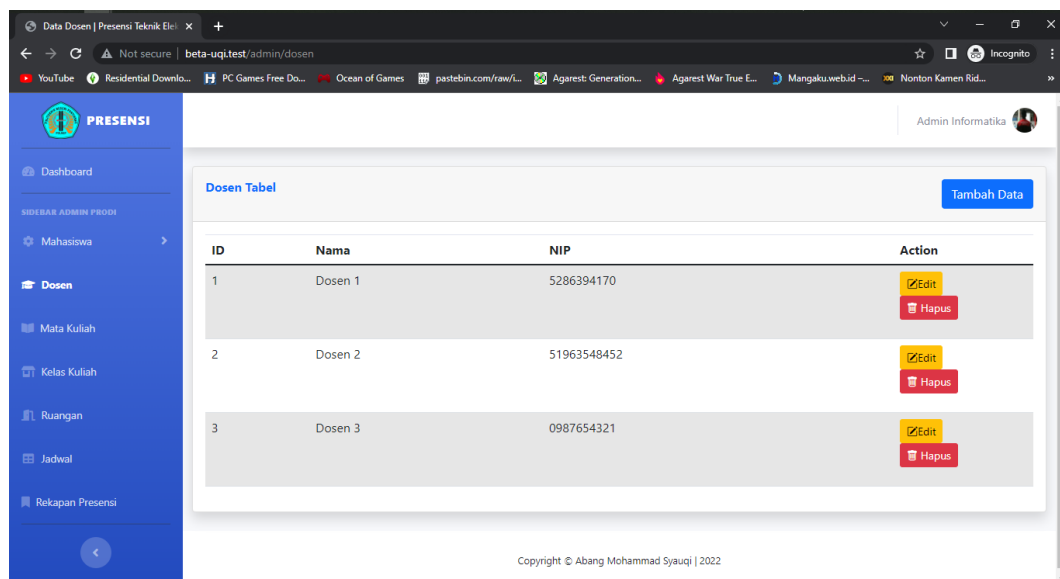 Data Dosen | Presensi Teknik Elek
Not secure | beta-uqi.test/admin/dosen
Incognito
YouTube Residential Downlo... PC Games Free Do... Ocean of Games pastebin.com/raw/i... Agarest: Generation... Agarest War True E... Mangaku.web.id –... Nonton Kamen Rid... »
PRESENSI
Admin Informatika
Dashboard
SIDEBAR ADMIN PRODI
Mahasiswa
Dosen
Mata Kuliah
Kelas Kuliah
Ruangan
Jadwal
Rekapan Presensi
Dosen Tabel
Tambah Data
ID Nama NIP Action
1 Dosen 1 5286394170 Edit
Hapus
2 Dosen 2 51963548452 Edit
Hapus
3 Dosen 3 0987654321 Edit
Hapus
Copyright © Abang Mohammad Syauqi | 2022